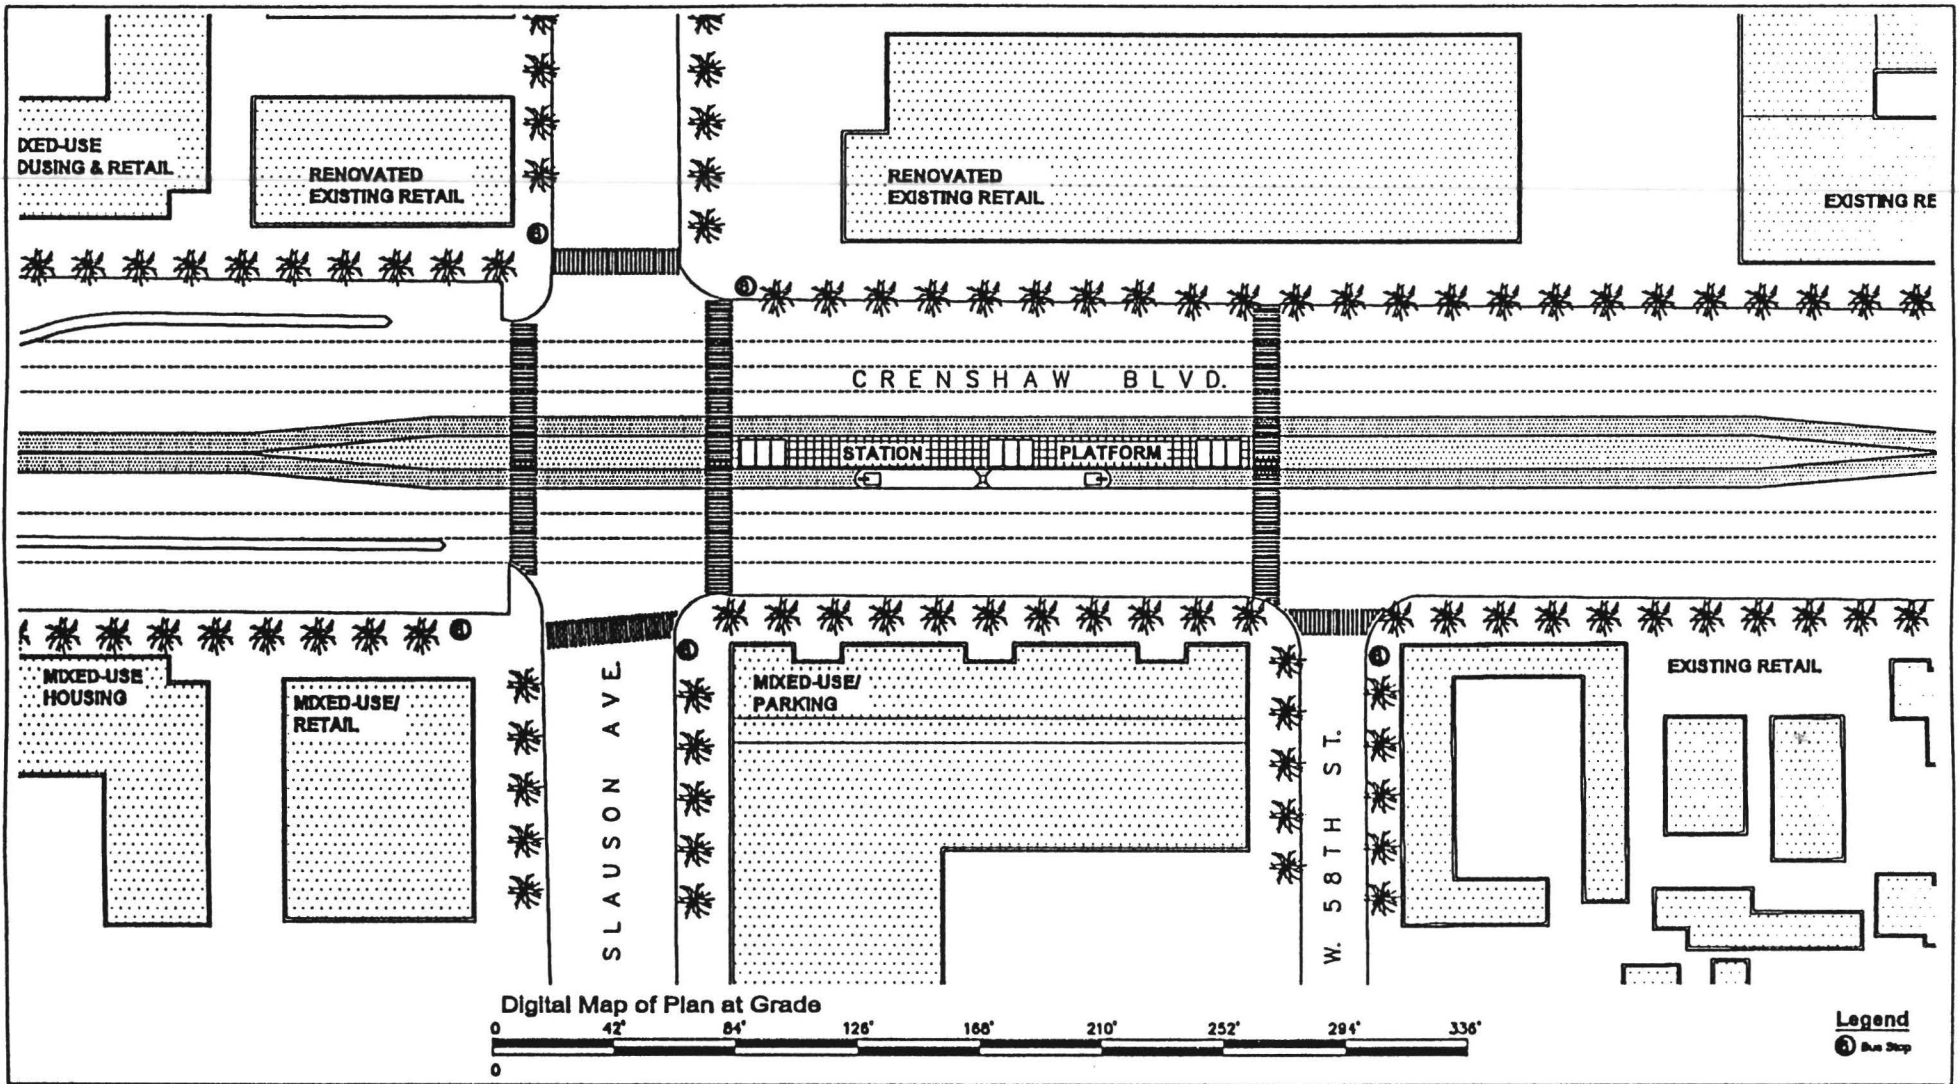 DXED-USE
DUSING & RETAIL
RENOVATED
EXISTING RETAIL
RENOVATED
EXISTING RETAIL
EXISTING RE
CRENSHAW BLVD.
STATION PLATFORM
MIXED-USE
HOUSING
MIXED-USE/
RETAIL
SLAUSON AVE.
MIXED-USE/
PARKING
W. 58TH ST.
EXISTING RETAIL
Digital Map of Plan at Grade
0 42' 84' 126' 168' 210' 252' 294' 336'
0
Legend
Bus Stop